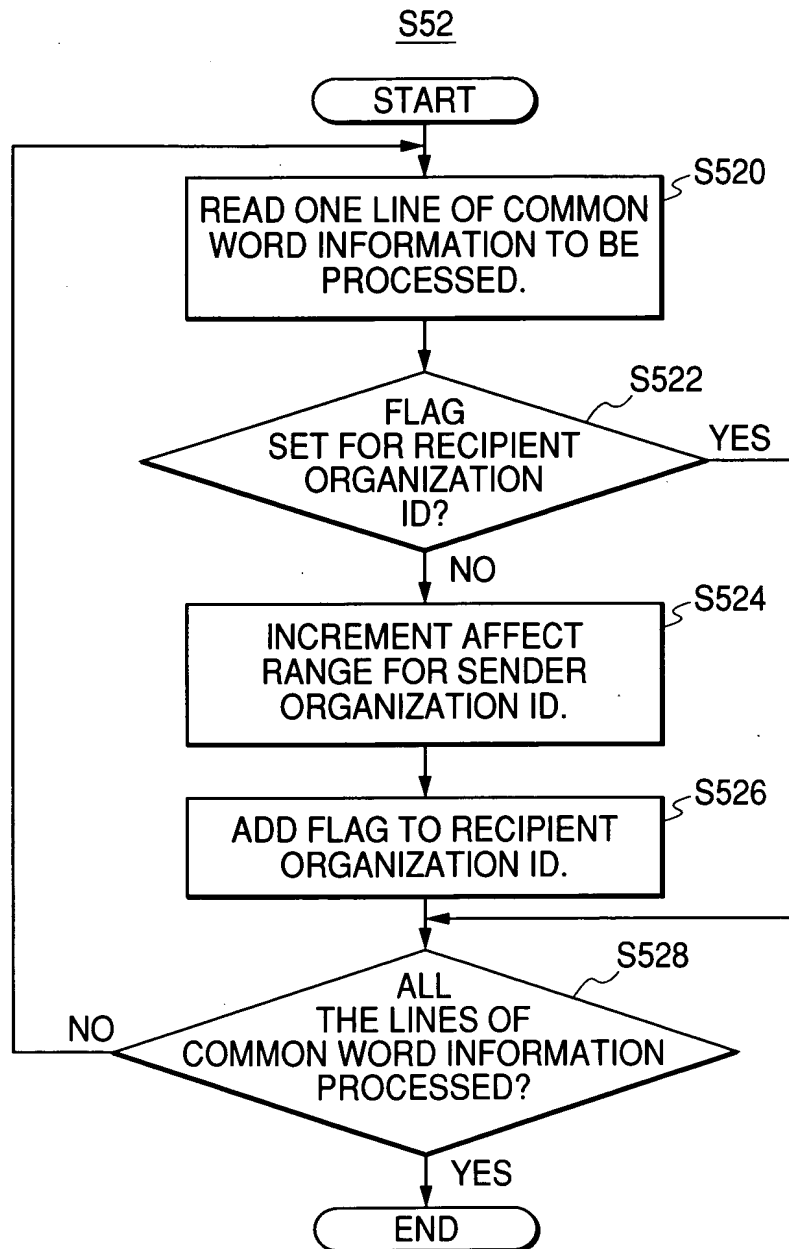 S52
START
S520
READ ONE LINE OF COMMON
WORD INFORMATION TO BE
PROCESSED.
S522
FLAG
SET FOR RECIPIENT
ORGANIZATION
ID?
YES
NO
S524
INCREMENT AFFECT
RANGE FOR SENDER
ORGANIZATION ID.
S526
ADD FLAG TO RECIPIENT
ORGANIZATION ID.
S528
ALL
THE LINES OF
COMMON WORD INFORMATION
PROCESSED?
NO
YES
END